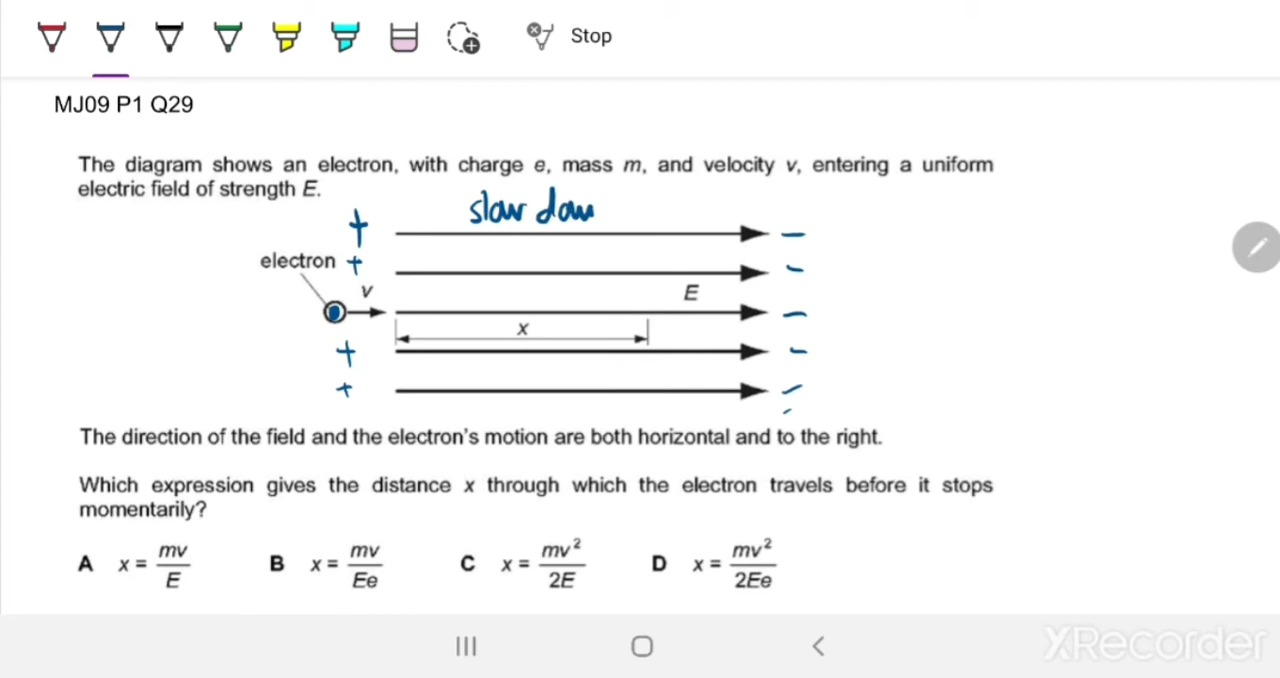 Stop
MJ09 P1 Q29
The diagram shows an electron, with charge e, mass m, and velocity v, entering a uniform
electric field of strength E.
slow down
+ −
electron + −
v E
−
x
+ −
+ −
The direction of the field and the electron's motion are both horizontal and to the right.
Which expression gives the distance x through which the electron travels before it stops
momentarily?
A x = mv/E B x = mv/Ee C x = mv²/2E D x = mv²/2Ee
XRecorder